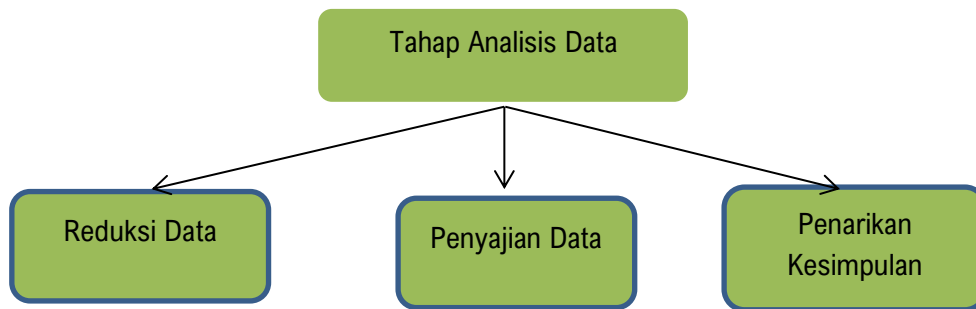 Tahap Analisis Data
Reduksi Data
Penyajian Data
Penarikan
Kesimpulan